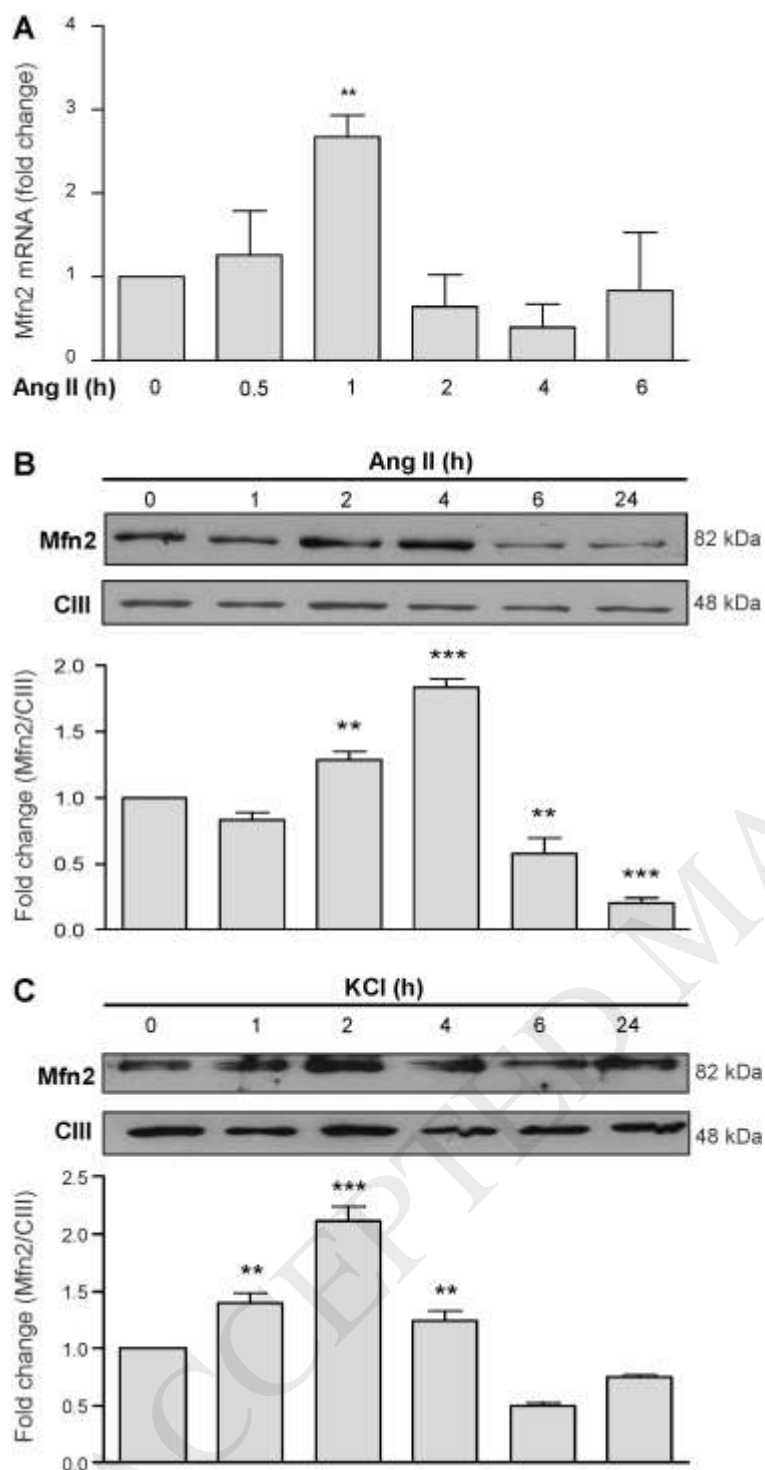 A
4
**
3
2
1
0
Mfn2 mRNA (fold change)
Ang II (h) 0 0.5 1 2 4 6
B
Ang II (h)
0 1 2 4 6 24
Mfn2 82 kDa
CIII 48 kDa
2.0
***
1.5
**
1.0
**
0.5
***
0.0
Fold change (Mfn2/CIII)
C
KCl (h)
0 1 2 4 6 24
Mfn2 82 kDa
CIII 48 kDa
2.5
***
2.0
** **
1.5
1.0
0.5
0.0
Fold change (Mfn2/CIII)
ACCEPTED MA